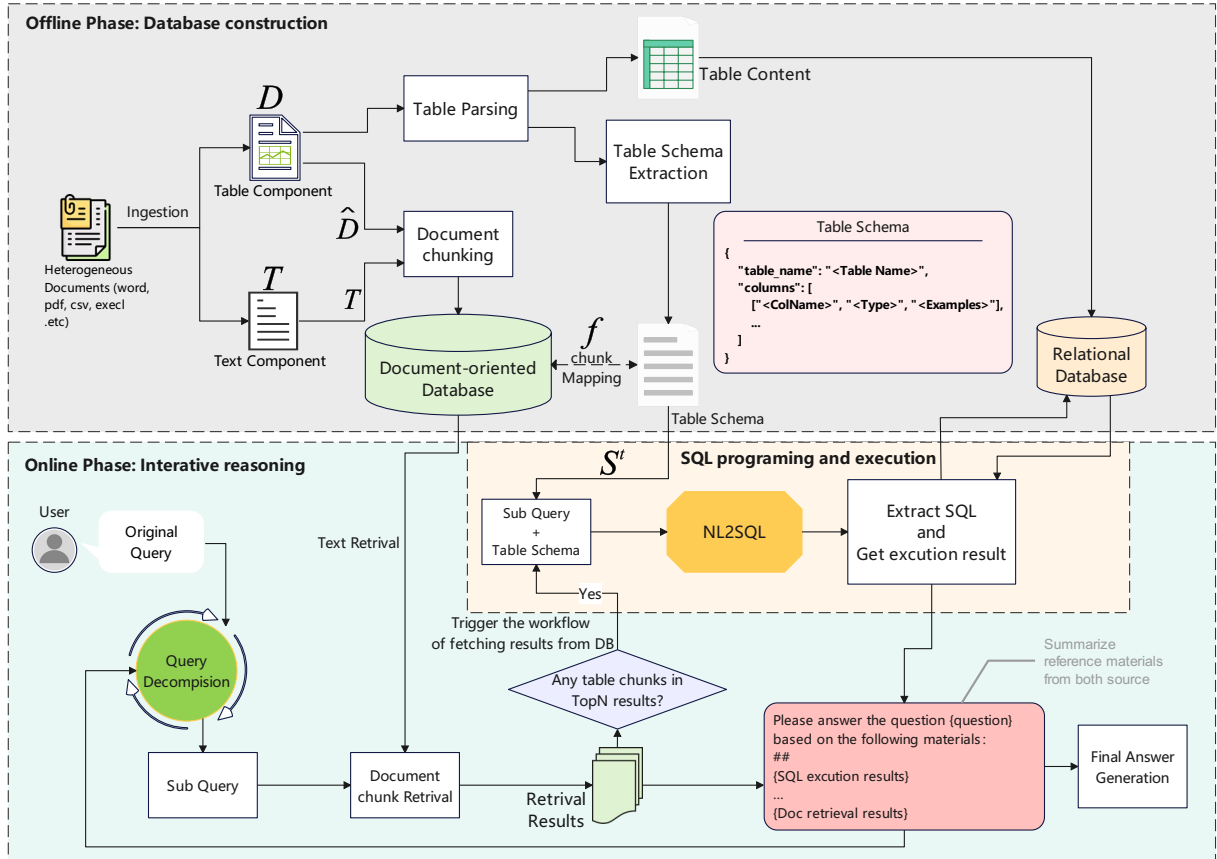 Offline Phase: Database construction
D
Table Parsing
Table Content
Table Schema
Extraction
Table Component
Ingestion
D̂
Document
chunking
Heterogeneous
Documents (word,
pdf, csv, execl
.etc)
T
T
Text Component
Table Schema
{
"table_name": "<Table Name>",
"columns": [
["<ColName>", "<Type>", "<Examples>"],
...
]
}
Document-oriented
Database
f
chunk
Mapping
Table Schema
Relational
Database
Online Phase: Interative reasoning
SQL programing and execution
S^t
User
Original
Query
Text Retrival
Sub Query
+
Table Schema
NL2SQL
Extract SQL
and
Get excution result
Yes
Trigger the workflow
of fetching results from DB
Query
Decompision
Any table chunks in
TopN results?
Summarize
reference materials
from both source
Sub Query
Document
chunk Retrival
Retrival
Results
Please answer the question {question}
based on the following materials:
##
{SQL excution results}
...
{Doc retrieval results}
Final Answer
Generation